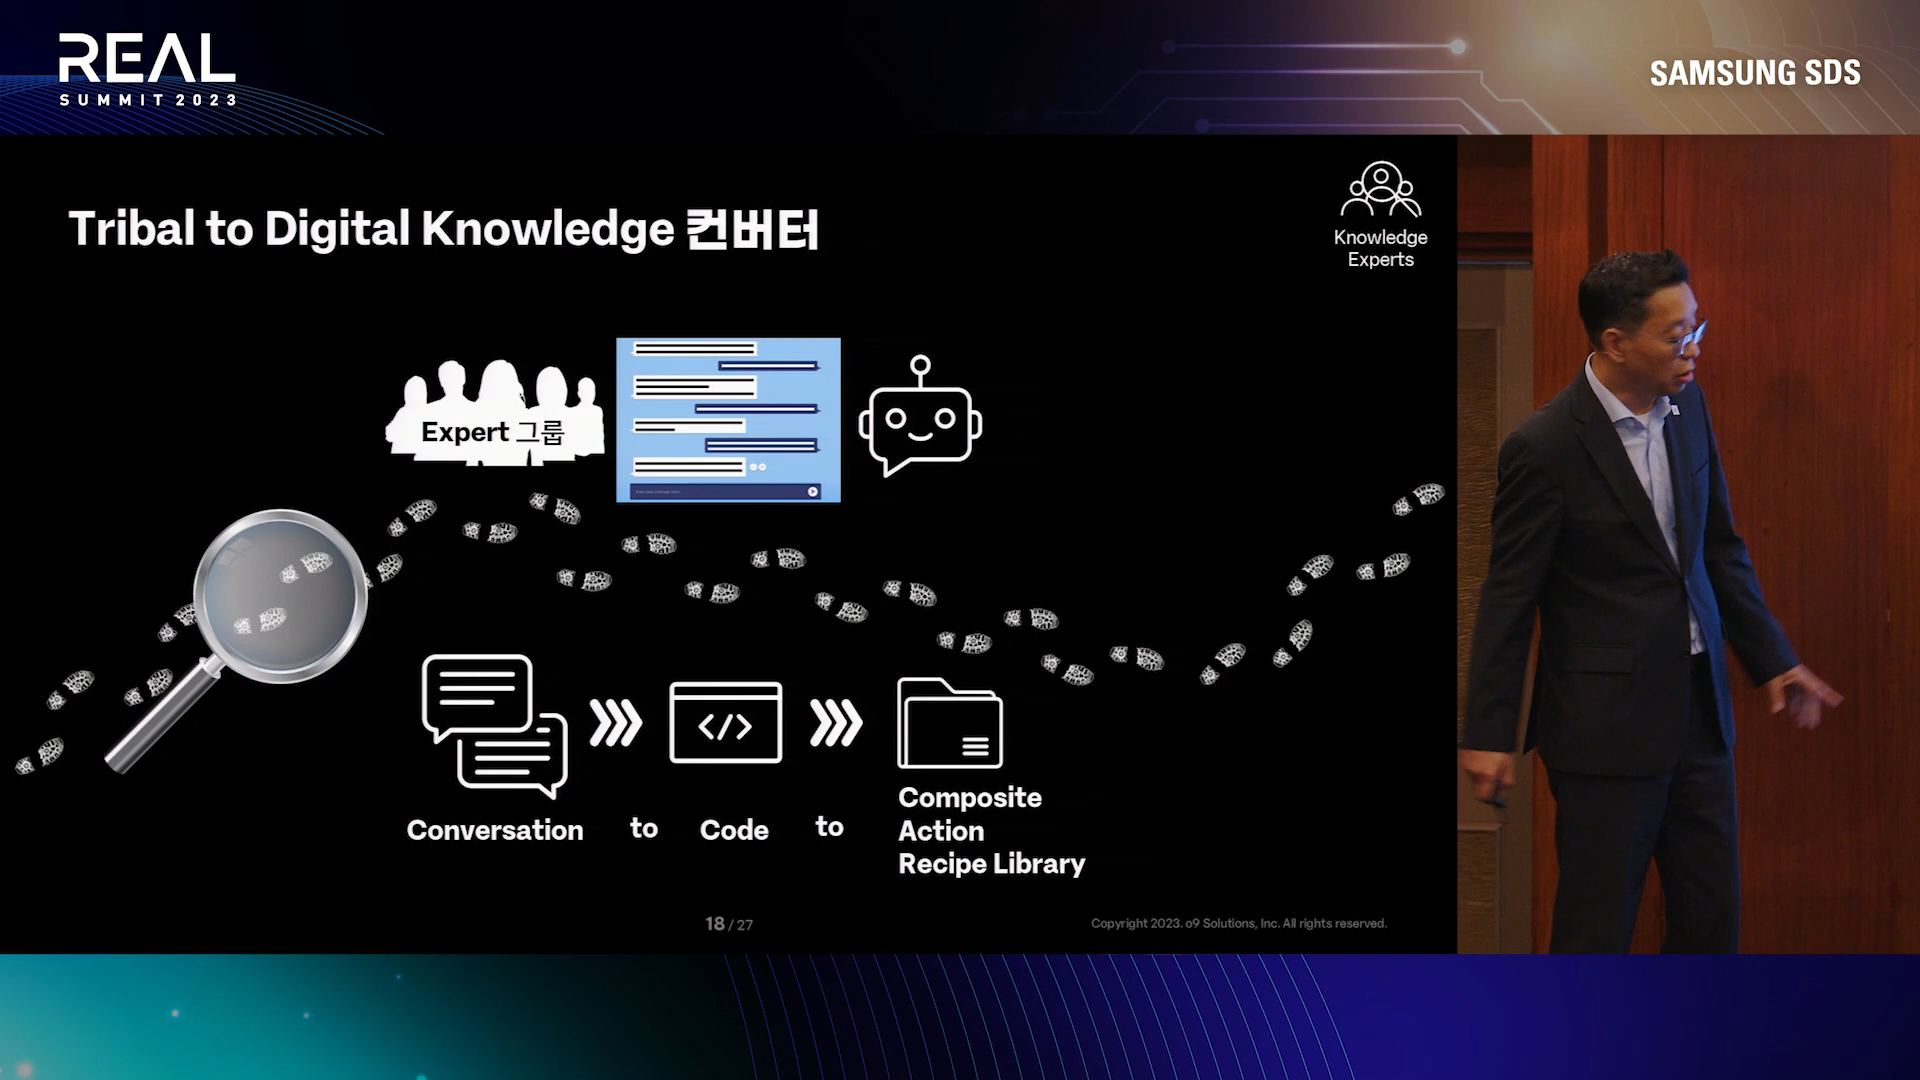 REAL
SUMMIT 2023
SAMSUNG SDS
Tribal to Digital Knowledge 컨버터
Knowledge
Experts
Expert 그룹
</>
Conversation to Code to
Composite
Action
Recipe Library
18 / 27
Copyright 2023. o9 Solutions, Inc. All rights reserved.